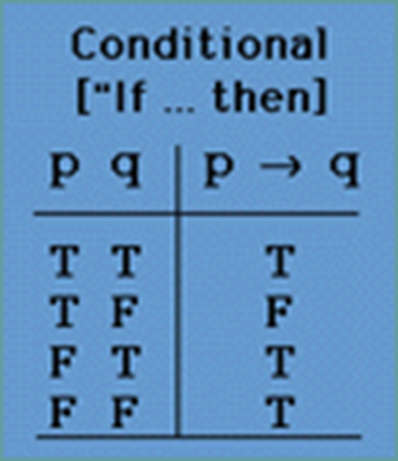 Conditional
["If ... then]
p q p → q
T T T
T F F
F T T
F F T